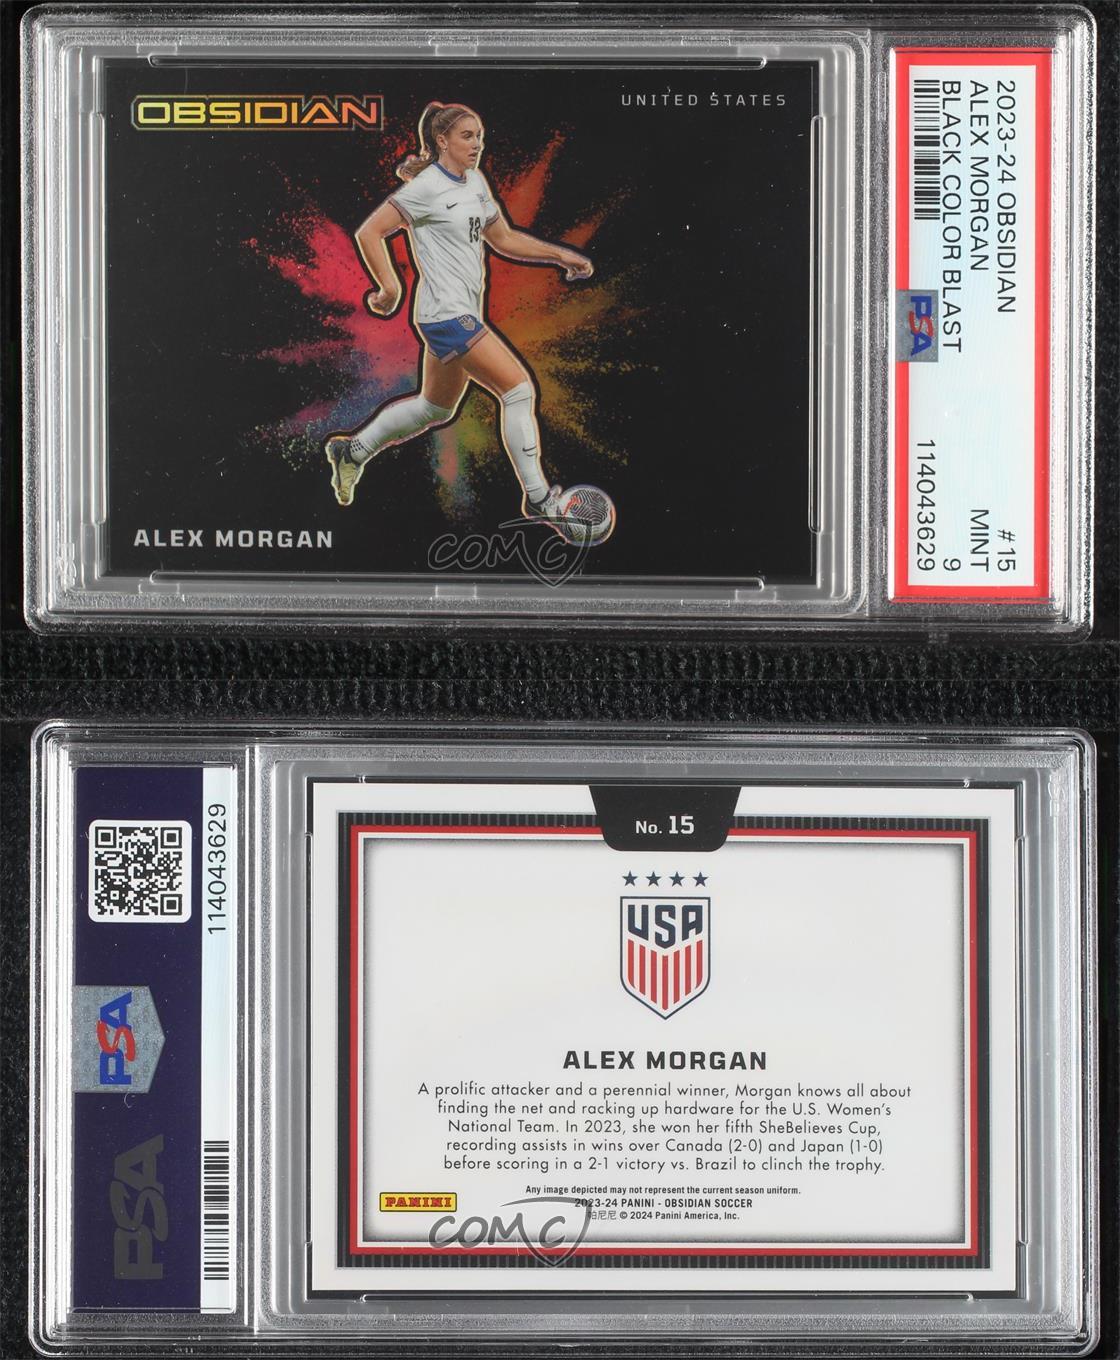 OBSIDIAN
UNITED STATES
13
ALEX MORGAN
COMC
2023-24 OBSIDIAN #15
ALEX MORGAN MINT
BLACK COLOR BLAST 9
PSA
114043629
114043629
PSA
PSA
No. 15
USA
ALEX MORGAN
A prolific attacker and a perennial winner, Morgan knows all about
finding the net and racking up hardware for the U.S. Women's
National Team. In 2023, she won her fifth SheBelieves Cup,
recording assists in wins over Canada (2-0) and Japan (1-0)
before scoring in a 2-1 victory vs. Brazil to clinch the trophy.
Any image depicted may not represent the current season uniform.
2023-24 PANINI - OBSIDIAN SOCCER
帕尼尼 © 2024 Panini America, Inc.
PANINI
COMC